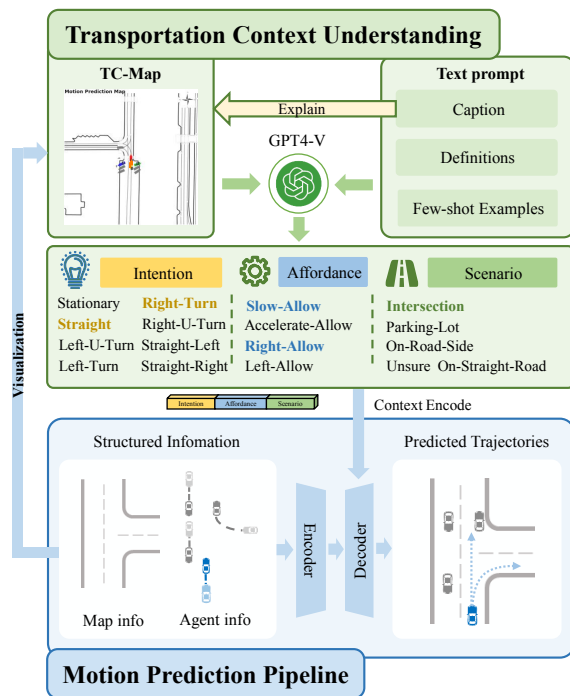 Transportation Context Understanding
TC-Map
Motion Prediction Map
Text prompt
Explain
Caption
GPT4-V
Definitions
Few-shot Examples
Intention
Affordance
Scenario
Stationary
Right-Turn
Straight
Right-U-Turn
Left-U-Turn
Straight-Left
Left-Turn
Straight-Right
Slow-Allow
Accelerate-Allow
Right-Allow
Left-Allow
Intersection
Parking-Lot
On-Road-Side
Unsure On-Straight-Road
Visualization
Intention
Affordance
Scenario
Context Encode
Structured Infomation
Predicted Trajectories
Encoder
Decoder
Map info
Agent info
Motion Prediction Pipeline